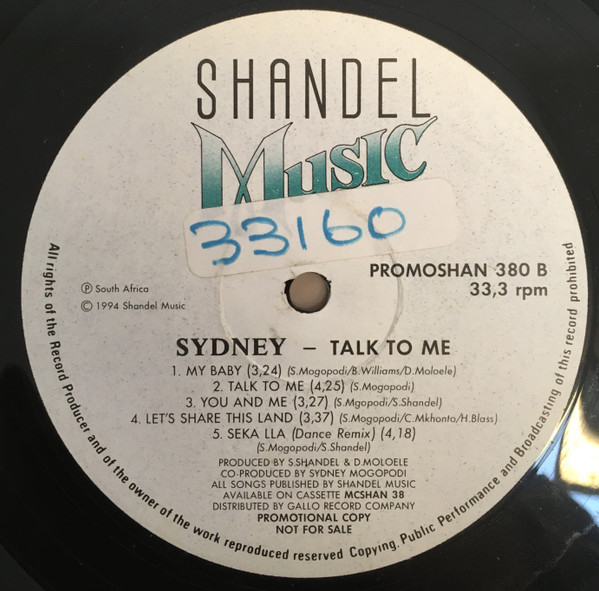 SHANDEL
Music
33160
PROMOSHAN 380 B
33,3 rpm
℗ South Africa
© 1994 Shandel Music
SYDNEY – TALK TO ME
1. MY BABY (3,24) (S.Mogopodi/B.Williams/D.Moloele)
2. TALK TO ME (4,25) (S.Mogopodi)
3. YOU AND ME (3,27) (S.Mogopodi/S.Shandel)
4. LET'S SHARE THIS LAND (3,37) (S.Mogopodi/C.Mkhonto/H.Blass)
5. SEKA LLA (Dance Remix) (4,18)
(S.Mogopodi/S.Shandel)
PRODUCED BY S.SHANDEL & D.MOLOELE
CO-PRODUCED BY SYDNEY MOGOPODI
ALL SONGS PUBLISHED BY SHANDEL MUSIC
AVAILABLE ON CASSETTE MCSHAN 38
DISTRIBUTED BY GALLO RECORD COMPANY
PROMOTIONAL COPY
NOT FOR SALE
All rights of the Record Producer and of the owner of the work reproduced reserved Copying, Public Performance and Broadcasting of this record prohibited